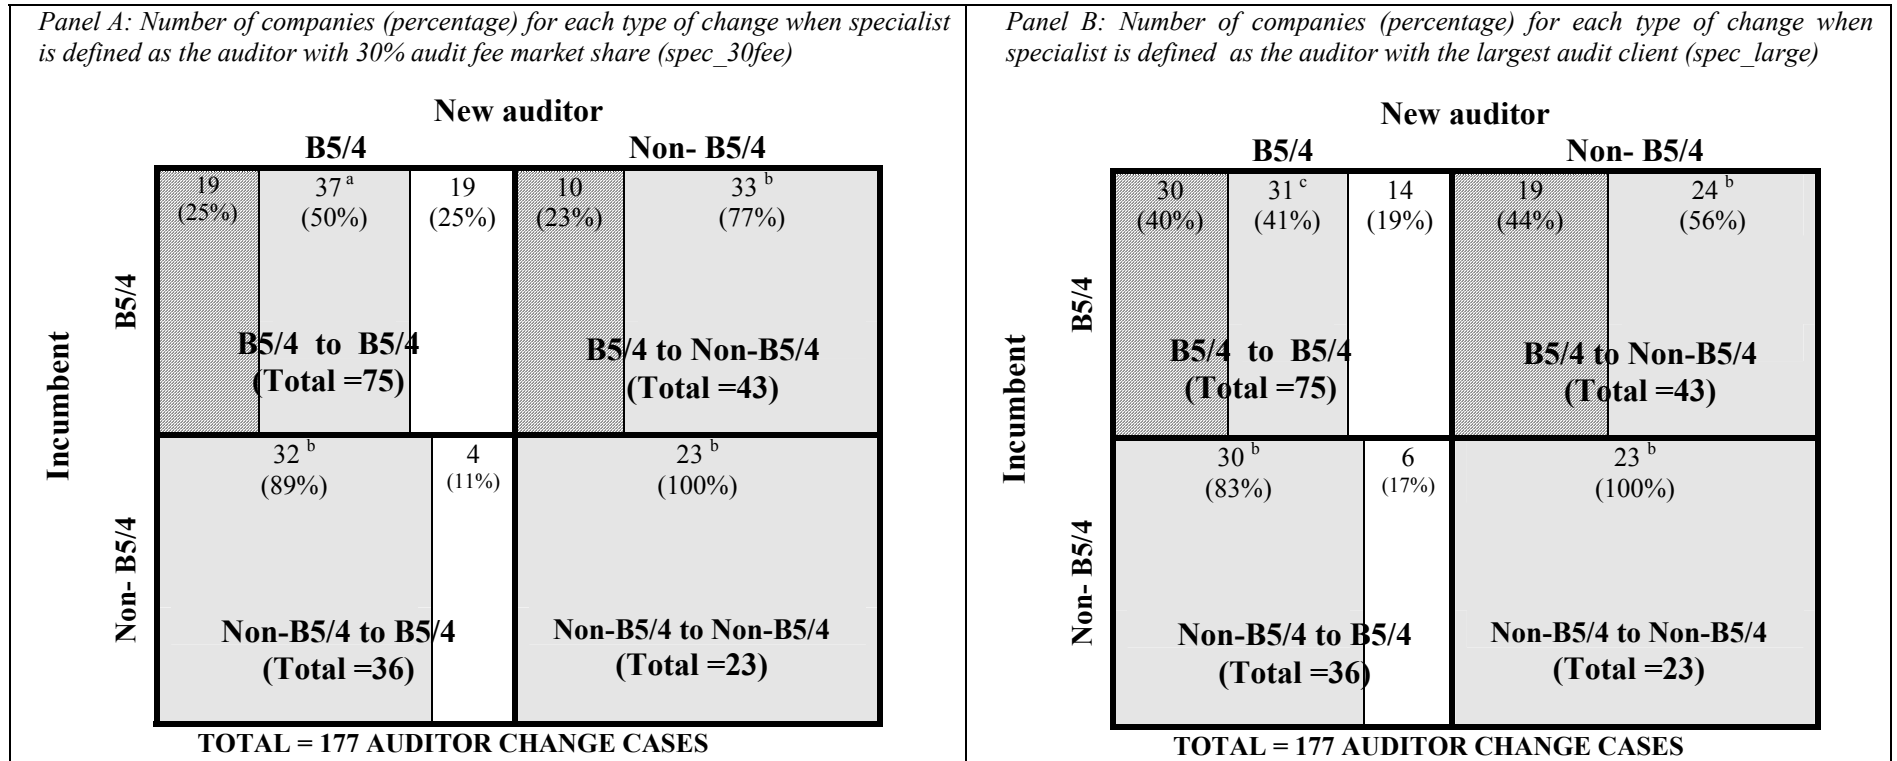 Panel A: Number of companies (percentage) for each type of change when specialist
is defined as the auditor with 30% audit fee market share (spec_30fee)
New auditor
B5/4 Non- B5/4
19 37 a 19 10 33 b
(25%) (50%) (25%) (23%) (77%)
B5/4
B5/4 to B5/4 B5/4 to Non-B5/4
(Total =75) (Total =43)
Incumbent
32 b 4 23 b
(89%) (11%) (100%)
Non- B5/4
Non-B5/4 to B5/4 Non-B5/4 to Non-B5/4
(Total =36) (Total =23)
TOTAL = 177 AUDITOR CHANGE CASES
Panel B: Number of companies (percentage) for each type of change when
specialist is defined as the auditor with the largest audit client (spec_large)
New auditor
B5/4 Non- B5/4
30 31 c 14 19 24 b
(40%) (41%) (19%) (44%) (56%)
B5/4
B5/4 to B5/4 B5/4 to Non-B5/4
(Total =75) (Total =43)
Incumbent
30 b 6 23 b
(83%) (17%) (100%)
Non- B5/4
Non-B5/4 to B5/4 Non-B5/4 to Non-B5/4
(Total =36) (Total =23)
TOTAL = 177 AUDITOR CHANGE CASES